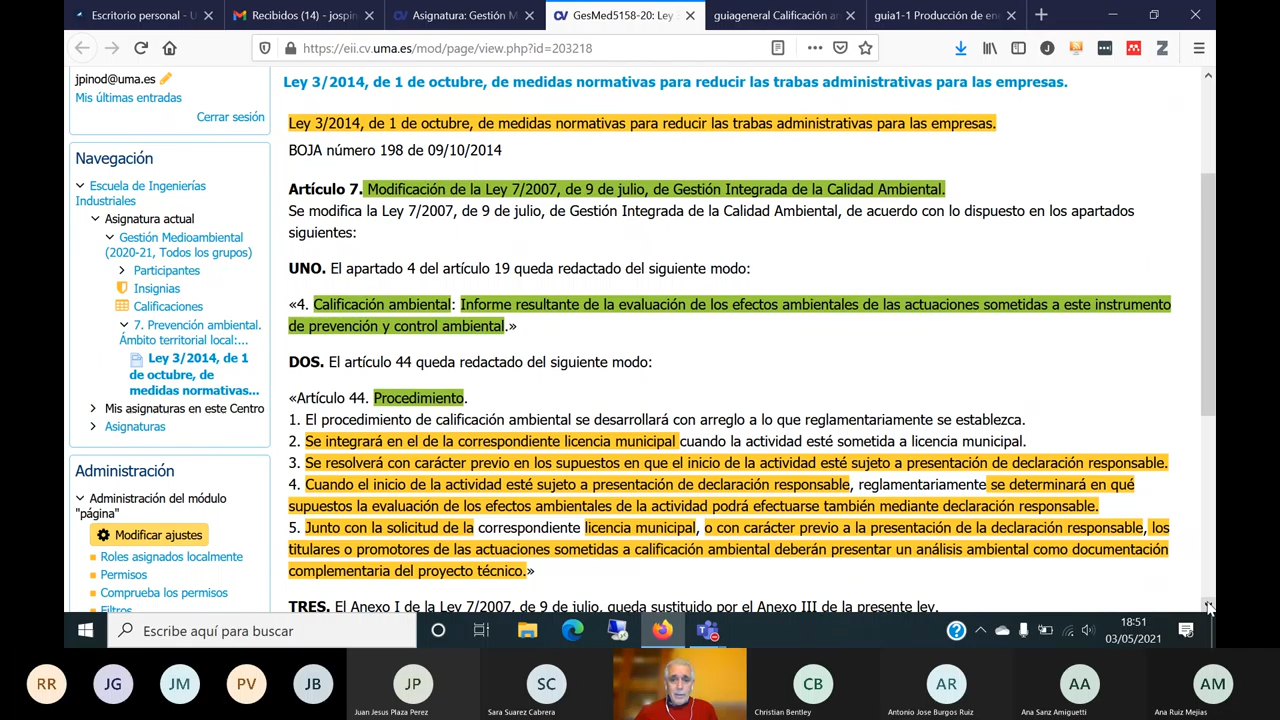 Escritorio personal - U
Recibidos (14) - jospin
Asignatura: Gestión M
GesMed5158-20: Ley
guiageneral Calificación a
guia1-1 Producción de en
https://eii.cv.uma.es/mod/page/view.php?id=203218
jpinod@uma.es
Mis últimas entradas
Cerrar sesión
Navegación
Escuela de Ingenierías
Industriales
Asignatura actual
Gestión Medioambiental
(2020-21, Todos los grupos)
Participantes
Insignias
Calificaciones
7. Prevención ambiental.
Ámbito territorial local:...
Ley 3/2014, de 1
de octubre, de
medidas normativas...
Mis asignaturas en este Centro
Asignaturas
Administración
Administración del módulo
"página"
Modificar ajustes
Roles asignados localmente
Permisos
Comprueba los permisos
Filtros
Ley 3/2014, de 1 de octubre, de medidas normativas para reducir las trabas administrativas para las empresas.
Ley 3/2014, de 1 de octubre, de medidas normativas para reducir las trabas administrativas para las empresas.
BOJA número 198 de 09/10/2014
Artículo 7. Modificación de la Ley 7/2007, de 9 de julio, de Gestión Integrada de la Calidad Ambiental.
Se modifica la Ley 7/2007, de 9 de julio, de Gestión Integrada de la Calidad Ambiental, de acuerdo con lo dispuesto en los apartados
siguientes:
UNO. El apartado 4 del artículo 19 queda redactado del siguiente modo:
«4. Calificación ambiental: Informe resultante de la evaluación de los efectos ambientales de las actuaciones sometidas a este instrumento
de prevención y control ambiental.»
DOS. El artículo 44 queda redactado del siguiente modo:
«Artículo 44. Procedimiento.
1. El procedimiento de calificación ambiental se desarrollará con arreglo a lo que reglamentariamente se establezca.
2. Se integrará en el de la correspondiente licencia municipal cuando la actividad esté sometida a licencia municipal.
3. Se resolverá con carácter previo en los supuestos en que el inicio de la actividad esté sujeto a presentación de declaración responsable.
4. Cuando el inicio de la actividad esté sujeto a presentación de declaración responsable, reglamentariamente se determinará en qué
supuestos la evaluación de los efectos ambientales de la actividad podrá efectuarse también mediante declaración responsable.
5. Junto con la solicitud de la correspondiente licencia municipal, o con carácter previo a la presentación de la declaración responsable, los
titulares o promotores de las actuaciones sometidas a calificación ambiental deberán presentar un análisis ambiental como documentación
complementaria del proyecto técnico.»
TRES. El Anexo I de la Ley 7/2007, de 9 de julio, queda sustituido por el Anexo III de la presente ley.
Escribe aquí para buscar
18:51
03/05/2021
RR
JG
JM
PV
JB
JP
SC
CB
AR
AA
AM
Juan Jesus Plaza Perez
Sara Suarez Cabrera
Christian Bentley
Antonio Jose Burgos Ruiz
Ana Sanz Amiguetti
Ana Ruiz Mejias